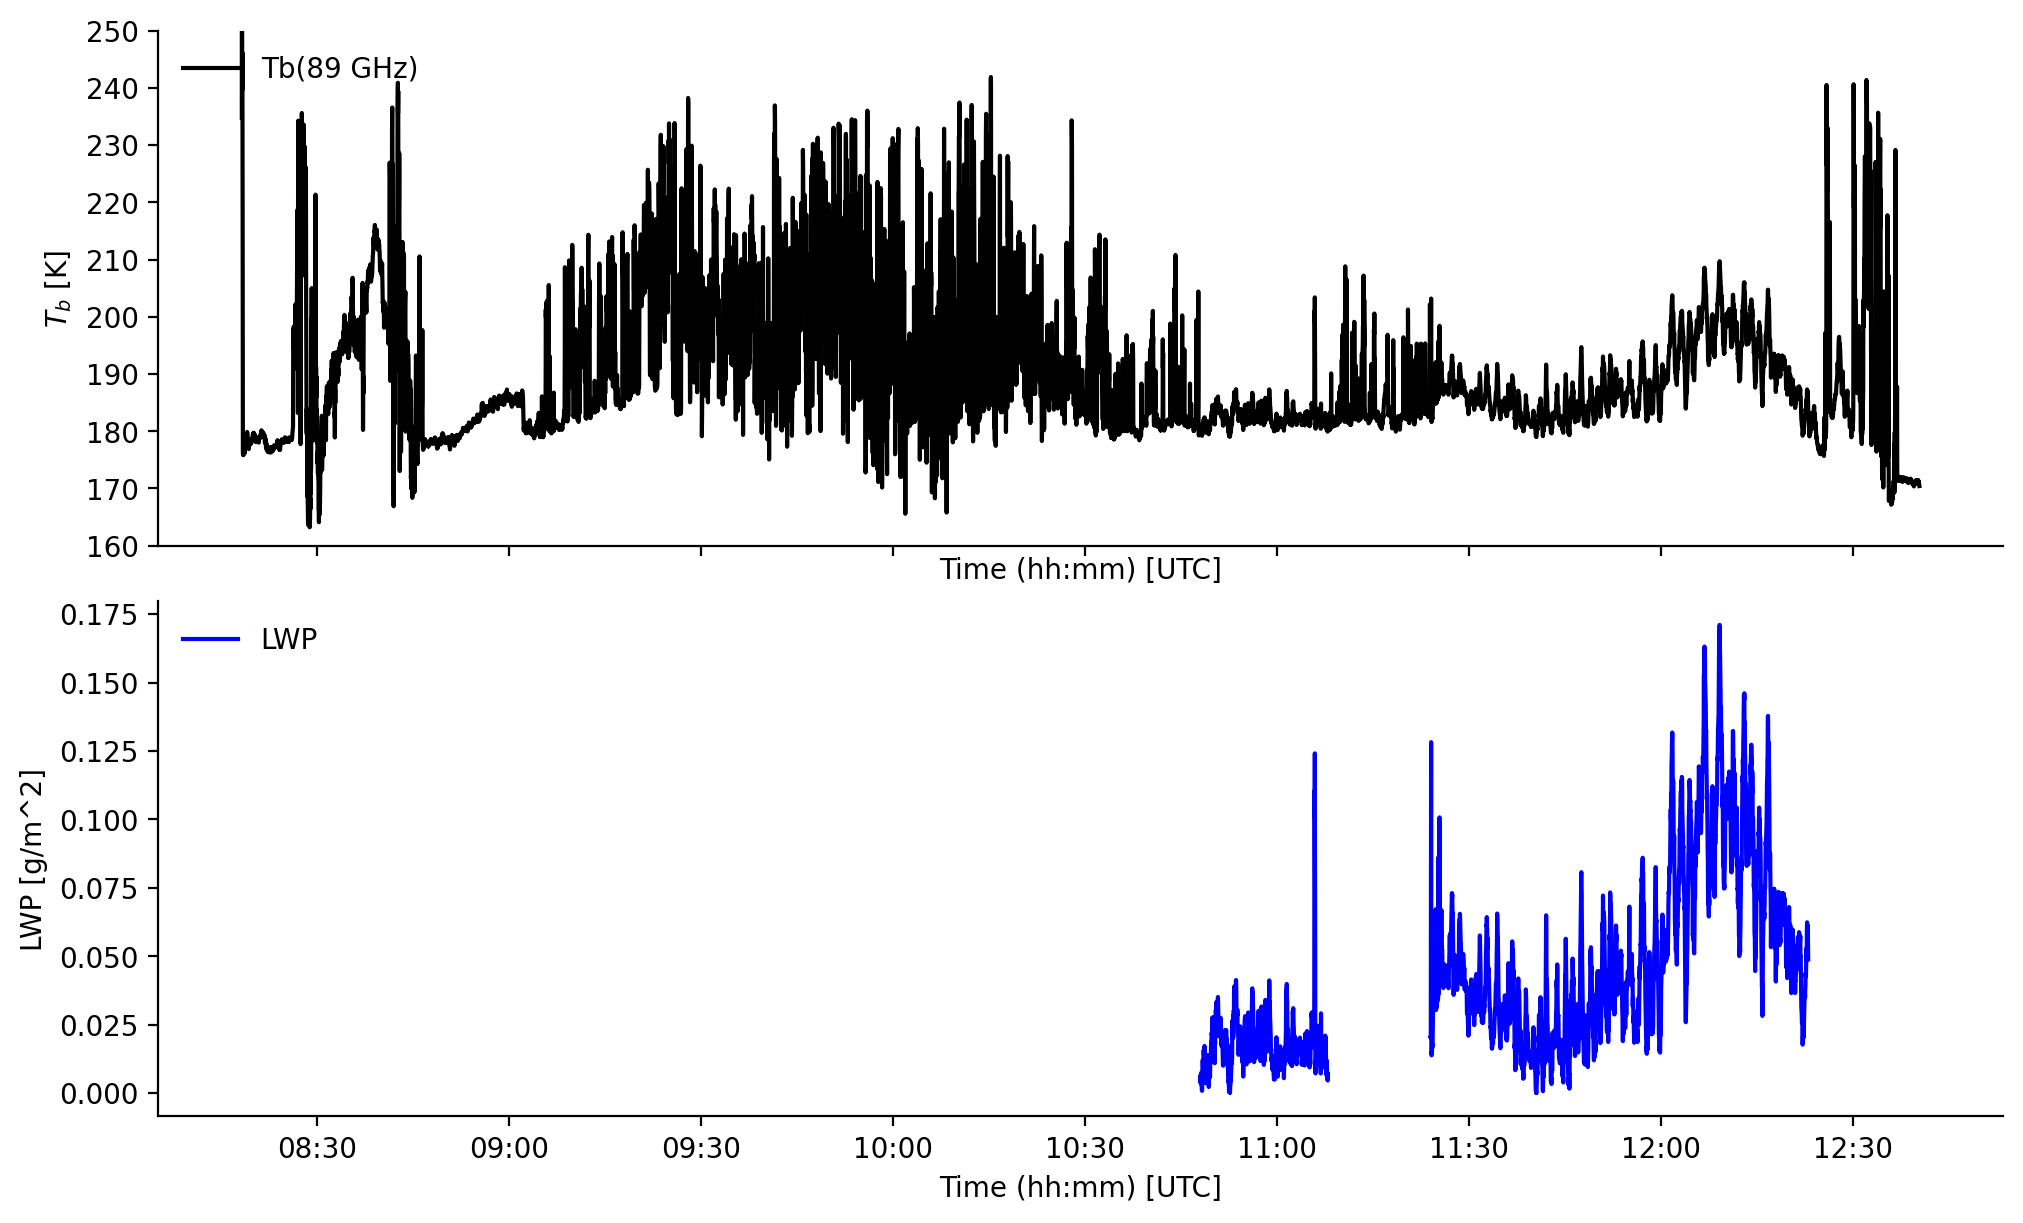 250
240
230
220
210
200
190
180
170
160
T_b [K]
Tb(89 GHz)
Time (hh:mm) [UTC]
0.175
0.150
0.125
0.100
0.075
0.050
0.025
0.000
LWP [g/m^2]
LWP
08:30 09:00 09:30 10:00 10:30 11:00 11:30 12:00 12:30
Time (hh:mm) [UTC]